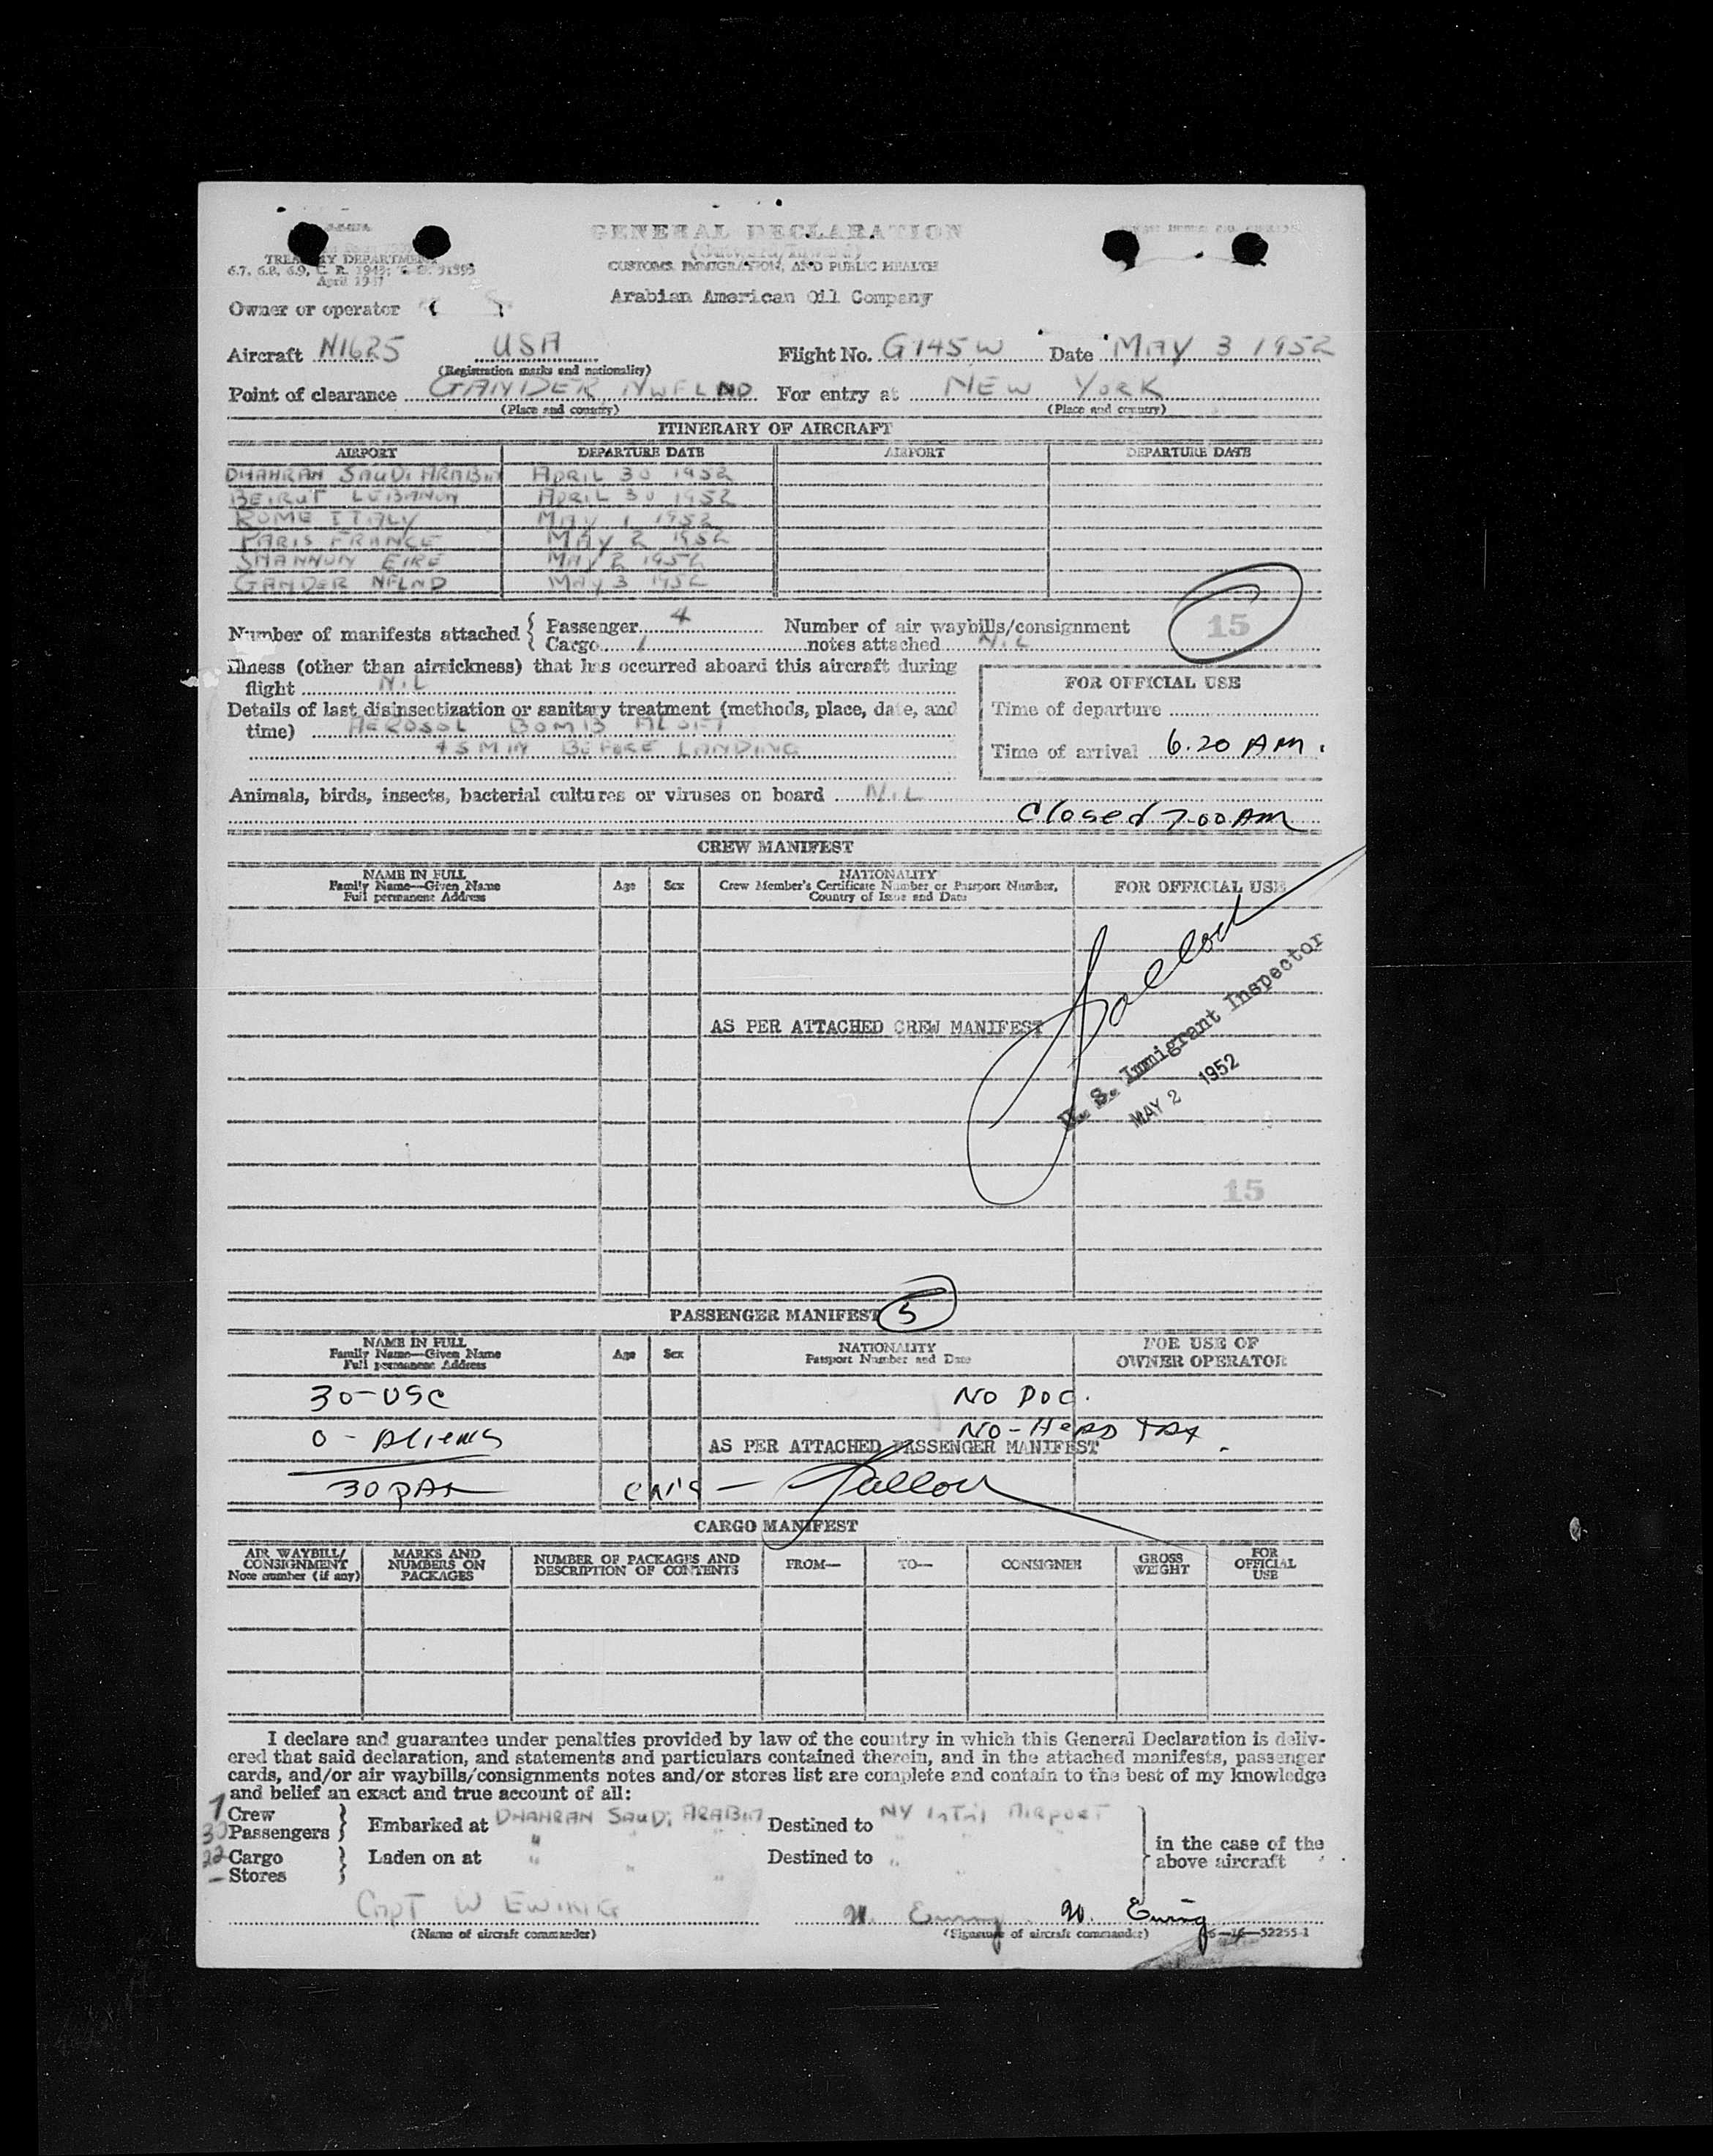 GENERAL DECLARATION
(Outward/Inward)
TREASURY DEPARTMENT
CUSTOMS, IMMIGRATION, AND PUBLIC HEALTH
6.7, 6.8, 6.9, C. R. 1943; T. D. 51595
April 1947
Arabian American Oil Company
Owner or operator
Aircraft N1625 USA Flight No. G145W Date MAY 3 1952
(Registration marks and nationality)
Point of clearance GANDER NWFLND For entry at NEW YORK
(Place and country) (Place and country)
ITINERARY OF AIRCRAFT
AIRPORT DEPARTURE DATE AIRPORT DEPARTURE DATE
DHAHRAN SAUDI ARABIA APRIL 30 1952
BEIRUT LEBANON APRIL 30 1952
ROME ITALY MAY 1 1952
PARIS FRANCE MAY 2 1952
SHANNON EIRE MAY 2 1952
GANDER NFLND MAY 3 1952
15
Number of manifests attached { Passenger 4 Number of air waybills/consignment
Cargo 1 notes attached NIL
Illness (other than airsickness) that has occurred aboard this aircraft during
flight NIL
FOR OFFICIAL USE
Details of last disinsectization or sanitary treatment (methods, place, date, and
time) AEROSOL BOMB ALOFT
Time of departure
45 MIN BEFORE LANDING
Time of arrival 6.20 AM.
Animals, birds, insects, bacterial cultures or viruses on board NIL
Closed 7.00 AM
CREW MANIFEST
NAME IN FULL
Family Name—Given Name
Full permanent Address
Age Sex
NATIONALITY
Crew Member's Certificate Number or Passport Number,
Country of Issue and Date
FOR OFFICIAL USE
AS PER ATTACHED CREW MANIFEST
U. S. Immigrant Inspector
MAY 2 1952
15
PASSENGER MANIFEST 5
NAME IN FULL
Family Name—Given Name
Full permanent Address
Age Sex
NATIONALITY
Passport Number and Date
FOR USE OF
OWNER OPERATOR
30-USC NO DOC.
0 - Aliens NO-HEAD TAX
AS PER ATTACHED PASSENGER MANIFEST
30 PAX
CARGO MANIFEST
AIR WAYBILL/
CONSIGNMENT
Note number (if any)
MARKS AND
NUMBERS ON
PACKAGES
NUMBER OF PACKAGES AND
DESCRIPTION OF CONTENTS
FROM— TO— CONSIGNEE
GROSS
WEIGHT
FOR
OFFICIAL
USE
I declare and guarantee under penalties provided by law of the country in which this General Declaration is deliv-
ered that said declaration, and statements and particulars contained therein, and in the attached manifests, passenger
cards, and/or air waybills/consignments notes and/or stores list are complete and contain to the best of my knowledge
and belief an exact and true account of all:
7 Crew
30 Passengers } Embarked at DHAHRAN SAUDI ARABIA Destined to NY Int'l AIRPORT
22 Cargo } Laden on at " " " Destined to " "
— Stores
in the case of the
above aircraft
CAPT W EWING W. Ewing W. Ewing
(Name of aircraft commander) (Signature of aircraft commander) 16—52255-1